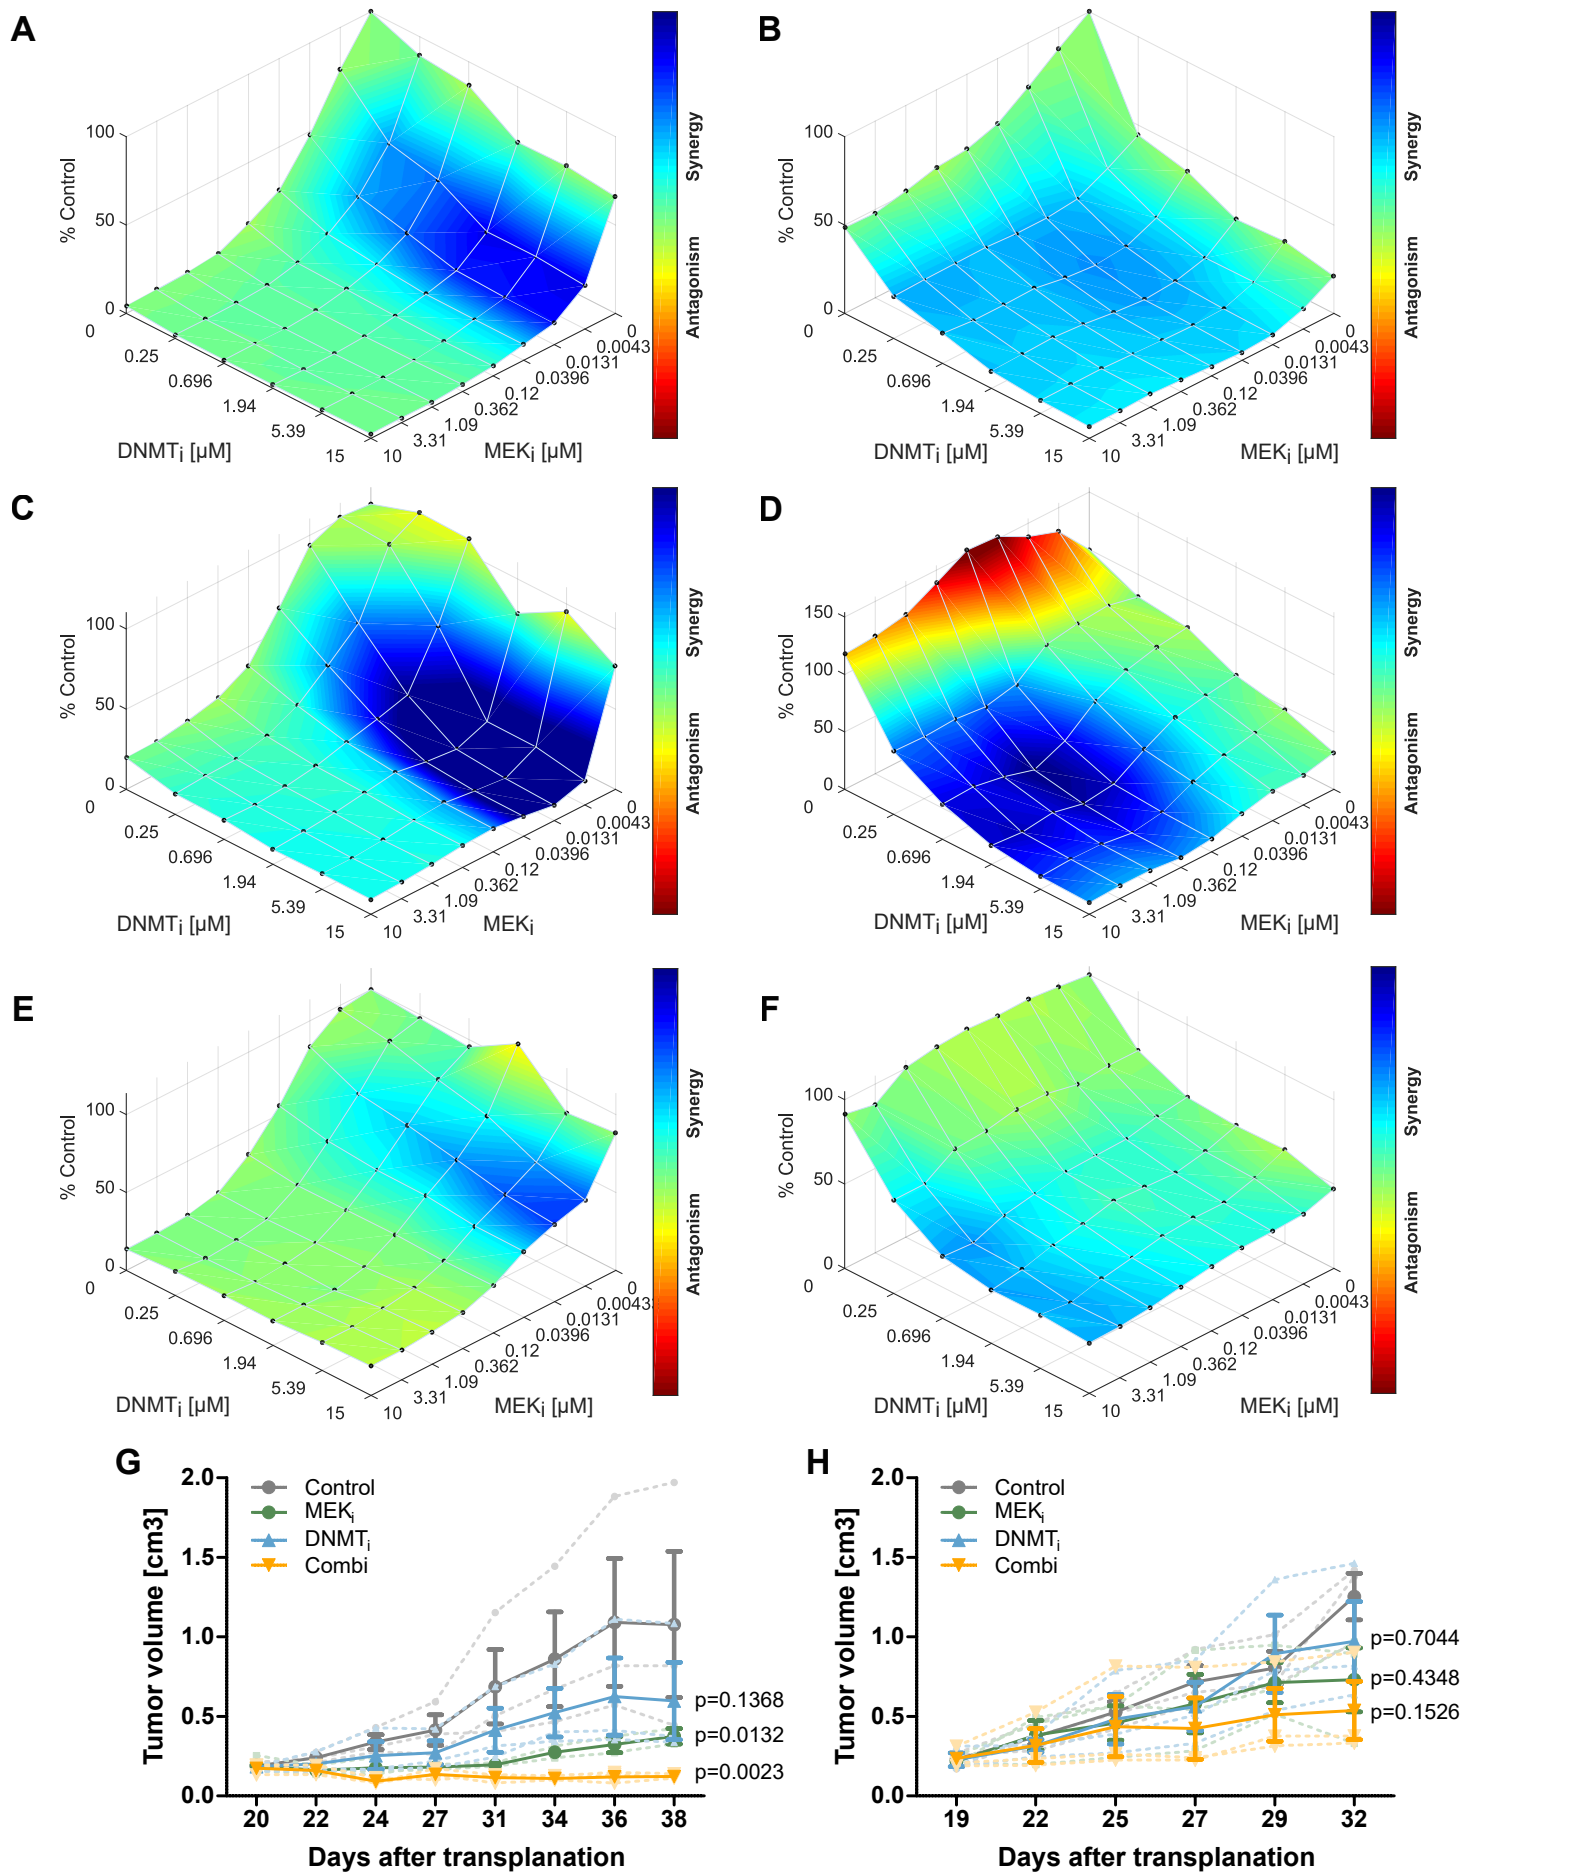 A
100
50
0
% Control
0
0.25
0.696
1.94
5.39
15
DNMTi [µM]
0
0.0043
0.0131
0.0396
0.12
0.362
1.09
3.31
10
MEKi [µM]
Synergy
Antagonism
B
100
50
0
% Control
0
0.25
0.696
1.94
5.39
15
DNMTi [µM]
0
0.0043
0.0131
0.0396
0.12
0.362
1.09
3.31
10
MEKi [µM]
Synergy
Antagonism
C
100
50
0
% Control
0
0.25
0.696
1.94
5.39
15
DNMTi [µM]
0
0.0043
0.0131
0.0396
0.12
0.362
1.09
3.31
10
MEKi
Synergy
Antagonism
D
150
100
50
0
% Control
0
0.25
0.696
1.94
5.39
15
DNMTi [µM]
0
0.0043
0.0131
0.0396
0.12
0.362
1.09
3.31
10
MEKi [µM]
Synergy
Antagonism
E
100
50
0
% Control
0
0.25
0.696
1.94
5.39
15
DNMTi [µM]
0
0.0043
0.0131
0.0396
0.12
0.362
1.09
3.31
10
MEKi [µM]
Synergy
Antagonism
F
100
50
0
% Control
0
0.25
0.696
1.94
5.39
15
DNMTi [µM]
0
0.0043
0.0131
0.0396
0.12
0.362
1.09
3.31
10
MEKi [µM]
Synergy
Antagonism
G
2.0
1.5
1.0
0.5
0.0
Tumor volume [cm3]
Control
MEKi
DNMTi
Combi
p=0.1368
p=0.0132
p=0.0023
20 22 24 27 31 34 36 38
Days after transplanation
H
2.0
1.5
1.0
0.5
0.0
Tumor volume [cm3]
Control
MEKi
DNMTi
Combi
p=0.7044
p=0.4348
p=0.1526
19 22 25 27 29 32
Days after transplanation